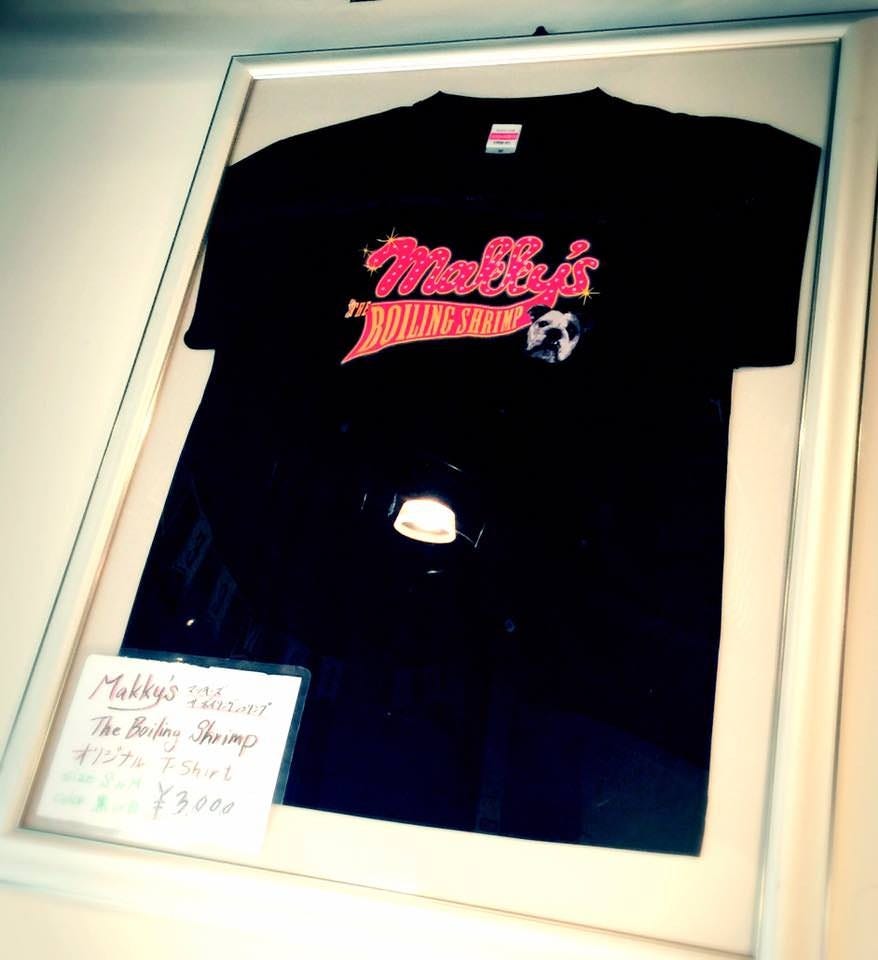 Makky's
THE
BOILING SHRIMP
Makky's マッキーズ
ザ ボイリングシュリンプ
The Boiling Shrimp
オリジナル T-Shirt
size S M
color 黒
¥3,000